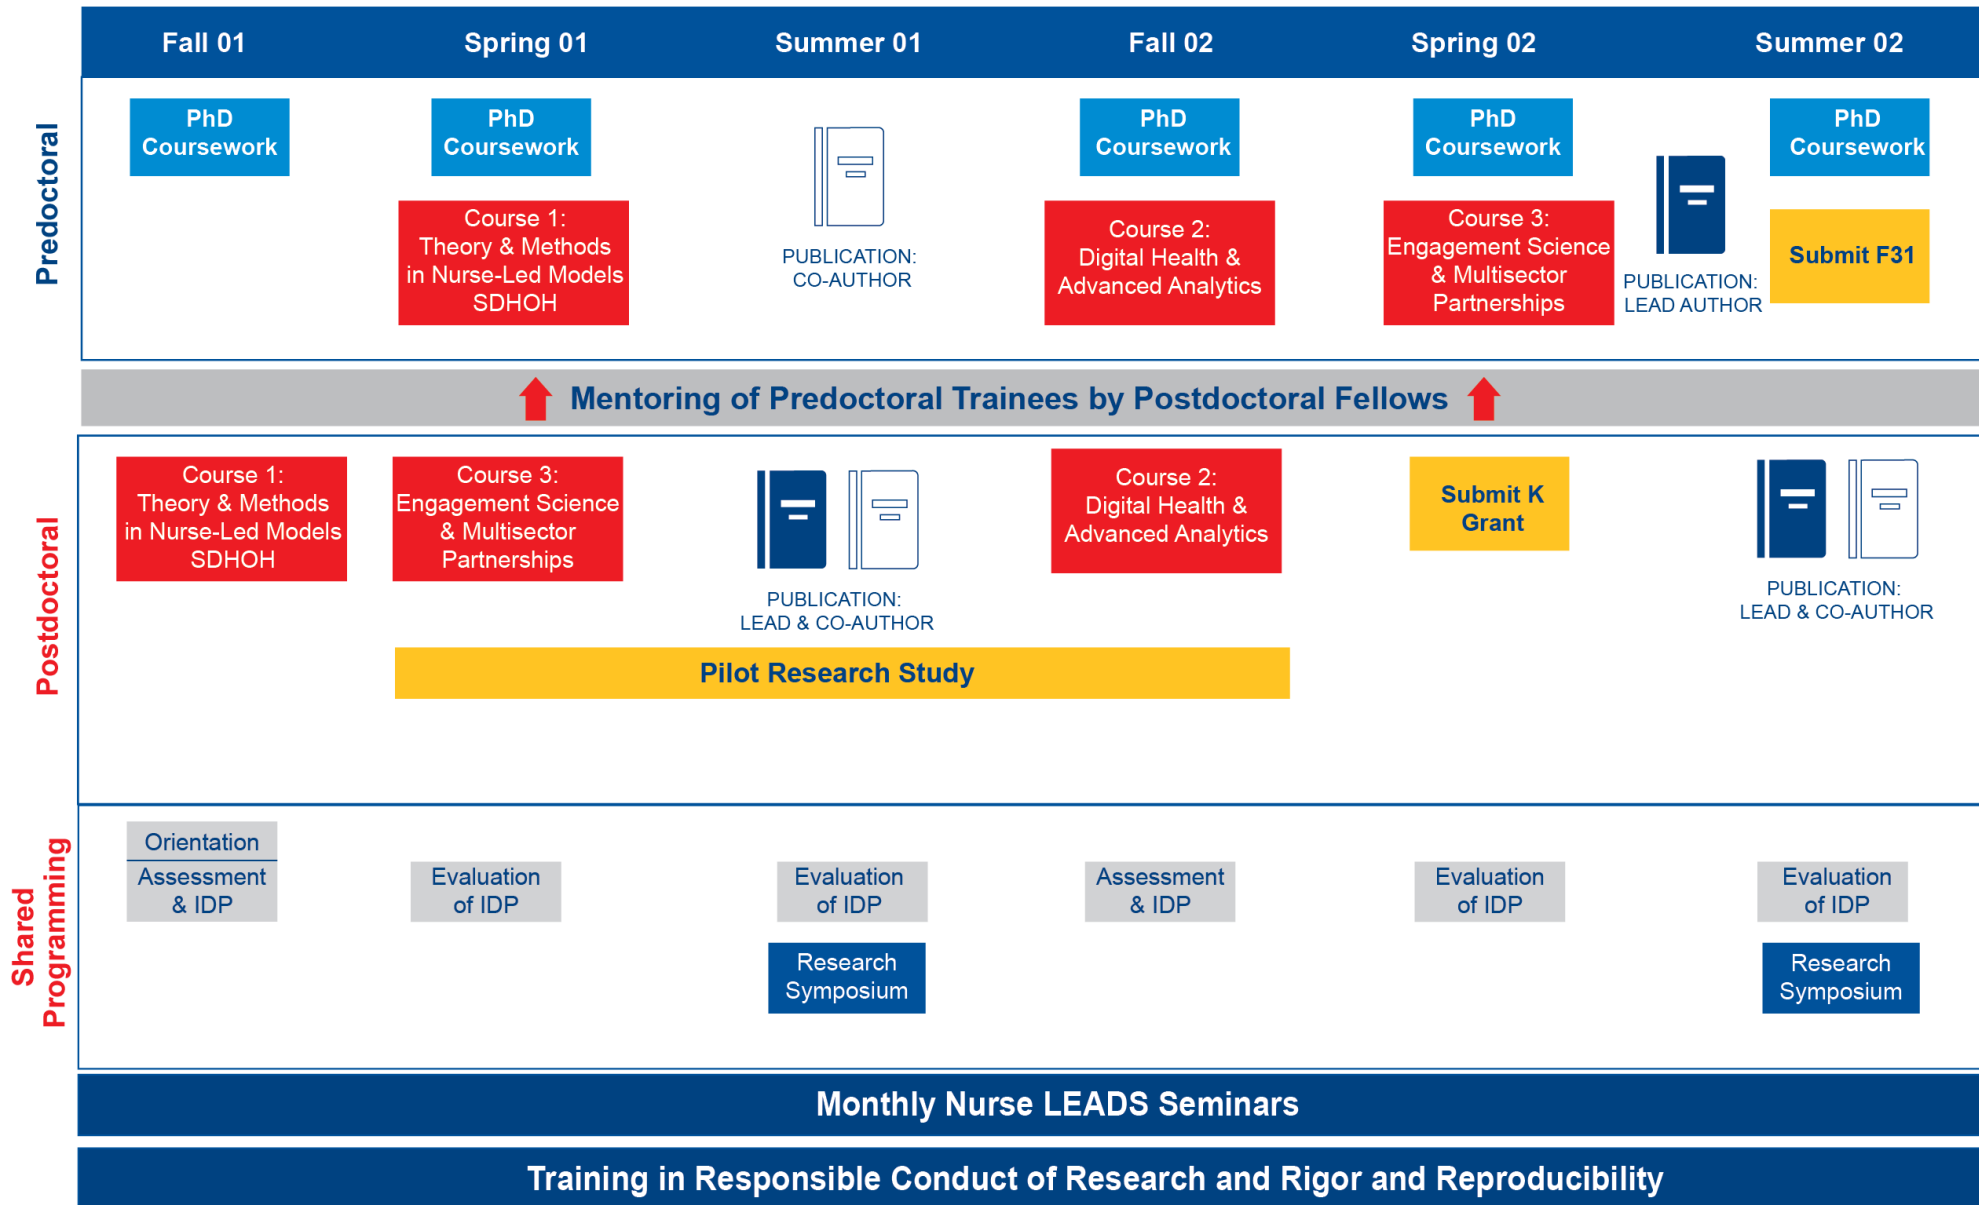 Fall 01
Spring 01
Summer 01
Fall 02
Spring 02
Summer 02
Predoctoral
PhD
Coursework
PhD
Coursework
PhD
Coursework
PhD
Coursework
PhD
Coursework
Course 1:
Theory & Methods
in Nurse-Led Models
SDHOH
PUBLICATION:
CO-AUTHOR
Course 2:
Digital Health &
Advanced Analytics
Course 3:
Engagement Science
& Multisector
Partnerships
PUBLICATION:
LEAD AUTHOR
Submit F31
Mentoring of Predoctoral Trainees by Postdoctoral Fellows
Postdoctoral
Course 1:
Theory & Methods
in Nurse-Led Models
SDHOH
Course 3:
Engagement Science
& Multisector
Partnerships
PUBLICATION:
LEAD & CO-AUTHOR
Course 2:
Digital Health &
Advanced Analytics
Submit K
Grant
PUBLICATION:
LEAD & CO-AUTHOR
Pilot Research Study
Shared
Programming
Orientation
Assessment
& IDP
Evaluation
of IDP
Evaluation
of IDP
Assessment
& IDP
Evaluation
of IDP
Evaluation
of IDP
Research
Symposium
Research
Symposium
Monthly Nurse LEADS Seminars
Training in Responsible Conduct of Research and Rigor and Reproducibility